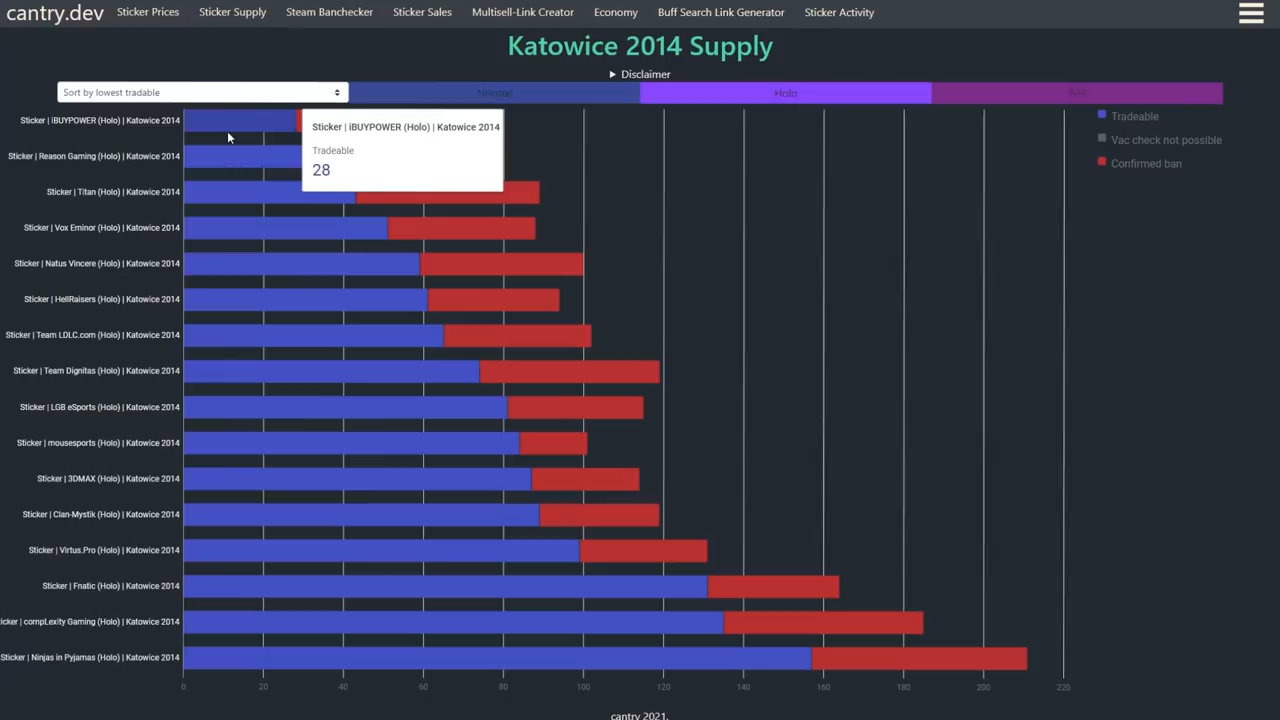 cantry.dev
Sticker Prices
Sticker Supply
Steam Banchecker
Sticker Sales
Multisell-Link Creator
Economy
Buff Search Link Generator
Sticker Activity
Katowice 2014 Supply
Disclaimer
Sort by lowest tradable
Normal
Holo
Foil
Tradeable
Vac check not possible
Confirmed ban
Sticker | iBUYPOWER (Holo) | Katowice 2014
Sticker | iBUYPOWER (Holo) | Katowice 2014
Tradeable
28
Sticker | Reason Gaming (Holo) | Katowice 2014
Sticker | Titan (Holo) | Katowice 2014
Sticker | Vox Eminor (Holo) | Katowice 2014
Sticker | Natus Vincere (Holo) | Katowice 2014
Sticker | HellRaisers (Holo) | Katowice 2014
Sticker | Team LDLC.com (Holo) | Katowice 2014
Sticker | Team Dignitas (Holo) | Katowice 2014
Sticker | LGB eSports (Holo) | Katowice 2014
Sticker | mousesports (Holo) | Katowice 2014
Sticker | 3DMAX (Holo) | Katowice 2014
Sticker | Clan-Mystik (Holo) | Katowice 2014
Sticker | Virtus.Pro (Holo) | Katowice 2014
Sticker | Fnatic (Holo) | Katowice 2014
ticker | compLexity Gaming (Holo) | Katowice 2014
Sticker | Ninjas in Pyjamas (Holo) | Katowice 2014
0 20 40 60 80 100 120 140 160 180 200 220
cantry 2021.